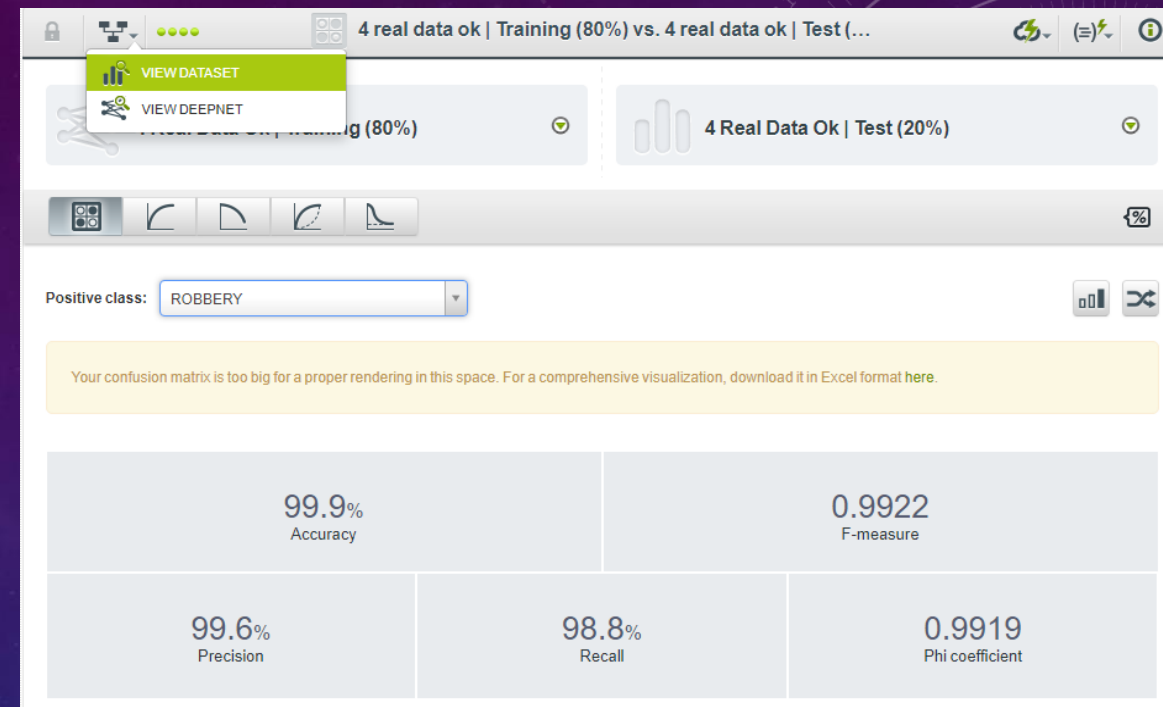 4 real data ok | Training (80%) vs. 4 real data ok | Test (...
VIEW DATASET
VIEW DEEPNET
(80%)
4 Real Data Ok | Test (20%)
Positive class: ROBBERY
Your confusion matrix is too big for a proper rendering in this space. For a comprehensive visualization, download it in Excel format here.
99.9%
Accuracy
0.9922
F-measure
99.6%
Precision
98.8%
Recall
0.9919
Phi coefficient